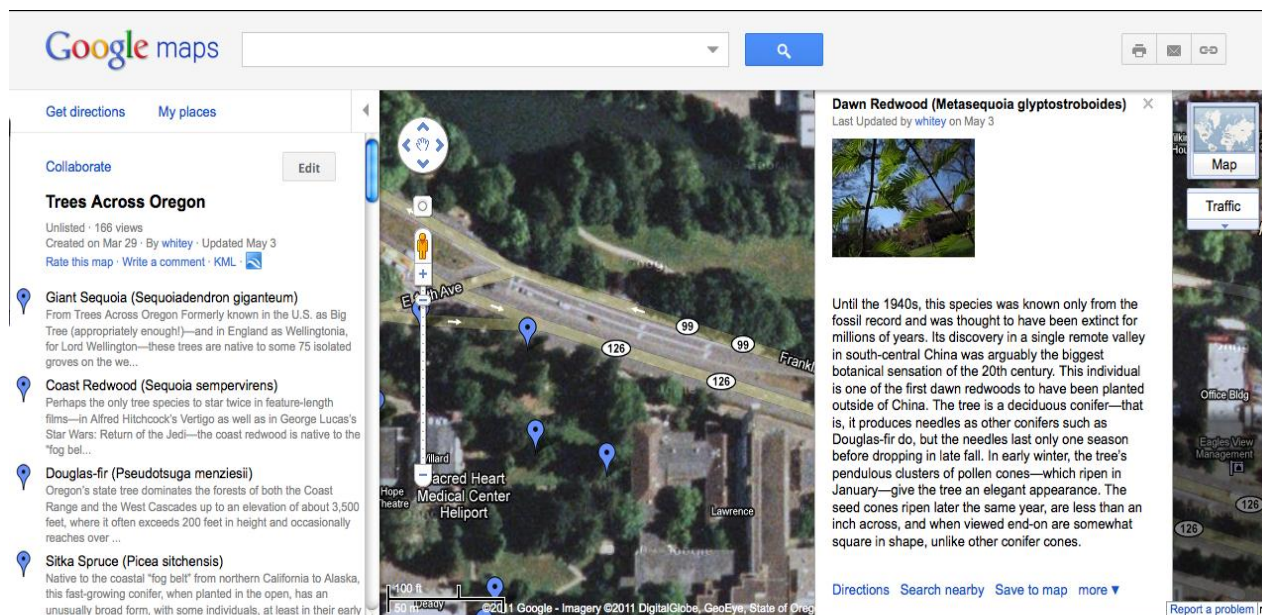 Google maps
Get directions My places
Collaborate
Edit
Trees Across Oregon
Unlisted · 166 views
Created on Mar 29 · By whitey · Updated May 3
Rate this map · Write a comment · KML ·
Giant Sequoia (Sequoiadendron giganteum)
From Trees Across Oregon Formerly known in the U.S. as Big
Tree (appropriately enough!)—and in England as Wellingtonia,
for Lord Wellington—these trees are native to some 75 isolated
groves on the we...
Coast Redwood (Sequoia sempervirens)
Perhaps the only tree species to star twice in feature-length
films—in Alfred Hitchcock's Vertigo as well as in George Lucas's
Star Wars: Return of the Jedi—the coast redwood is native to the
"fog bel...
Douglas-fir (Pseudotsuga menziesii)
Oregon's state tree dominates the forests of both the Coast
Range and the West Cascades up to an elevation of about 3,500
feet, where it often exceeds 200 feet in height and occasionally
reaches over ...
Sitka Spruce (Picea sitchensis)
Native to the coastal "fog belt" from northern California to Alaska,
this fast-growing conifer, when planted in the open, has an
unusually broad form, with some individuals, at least in their early
Ave
99
99
126
126
Frankl
Villard
Hope
Theatre
Sacred Heart
Medical Center
Heliport
Lawrence
100 ft
50 m
Deady
©2011 Google - Imagery ©2011 DigitalGlobe, GeoEye, State of Oreg
Dawn Redwood (Metasequoia glyptostroboides)
Last Updated by whitey on May 3
Until the 1940s, this species was known only from the
fossil record and was thought to have been extinct for
millions of years. Its discovery in a single remote valley
in south-central China was arguably the biggest
botanical sensation of the 20th century. This individual
is one of the first dawn redwoods to have been planted
outside of China. The tree is a deciduous conifer—that
is, it produces needles as other conifers such as
Douglas-fir do, but the needles last only one season
before dropping in late fall. In early winter, the tree's
pendulous clusters of pollen cones—which ripen in
January—give the tree an elegant appearance. The
seed cones ripen later the same year, are less than an
inch across, and when viewed end-on are somewhat
square in shape, unlike other conifer cones.
Directions Search nearby Save to map more ▼
Map
Traffic
Office Bldg
Eagles View
Management
126
126
Report a problem